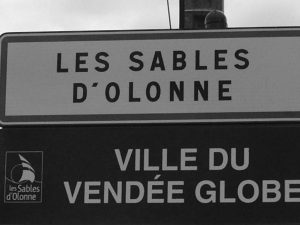 LES SABLES
D'OLONNE
VILLE DU
VENDÉE GLOBE
les Sables
d'Olonne